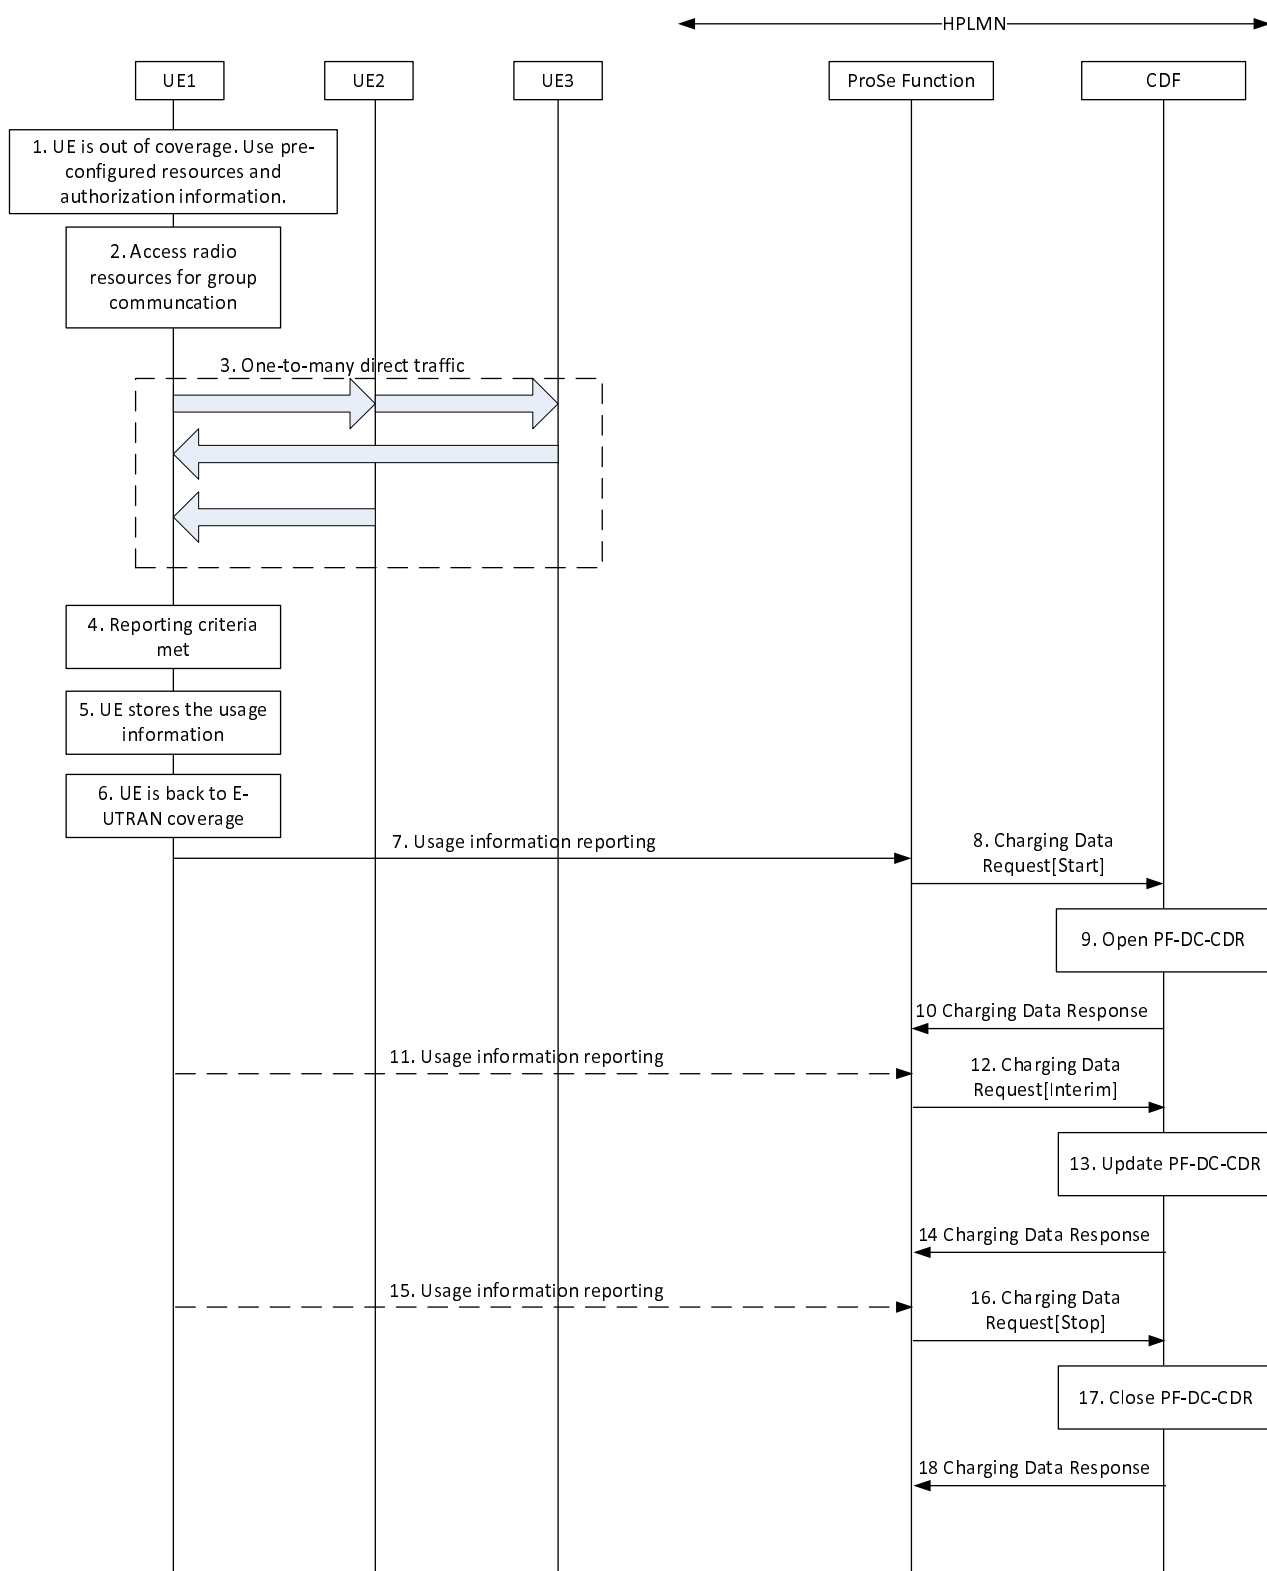 HPLMN
UE1
UE2
UE3
ProSe Function
CDF
1. UE is out of coverage. Use pre-
configured resources and
authorization information.
2. Access radio
resources for group
communcation
3. One-to-many direct traffic
4. Reporting criteria
met
5. UE stores the usage
information
6. UE is back to E-
UTRAN coverage
7. Usage information reporting
8. Charging Data
Request[Start]
9. Open PF-DC-CDR
10 Charging Data Response
11. Usage information reporting
12. Charging Data
Request[Interim]
13. Update PF-DC-CDR
14 Charging Data Response
15. Usage information reporting
16. Charging Data
Request[Stop]
17. Close PF-DC-CDR
18 Charging Data Response